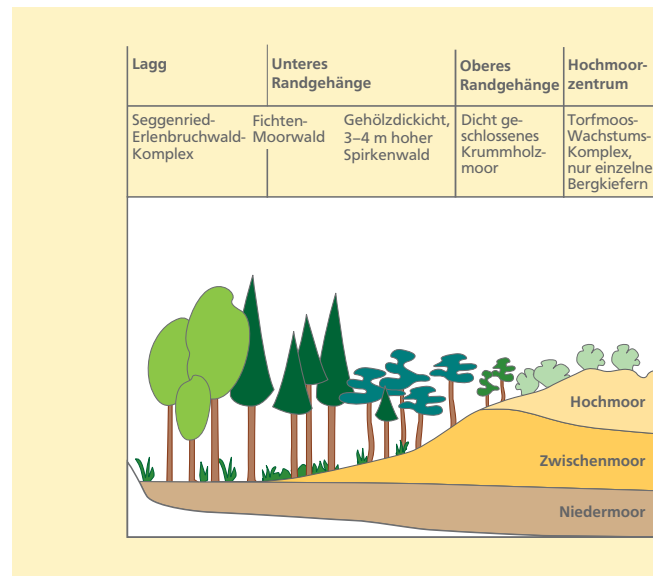 Lagg
Unteres
Randgehänge
Oberes
Randgehänge
Hochmoor-
zentrum
Seggenried-
Erlenbruchwald-
Komplex
Fichten-
Moorwald
Gehölzdickicht,
3–4 m hoher
Spirkenwald
Dicht ge-
schlossenes
Krummholz-
moor
Torfmoos-
Wachstums-
Komplex,
nur einzelne
Bergkiefern
Hochmoor
Zwischenmoor
Niedermoor